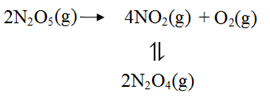 2N₂O₅(g) ⟶ 4NO₂(g) + O₂(g)
⥮
2N₂O₄(g)